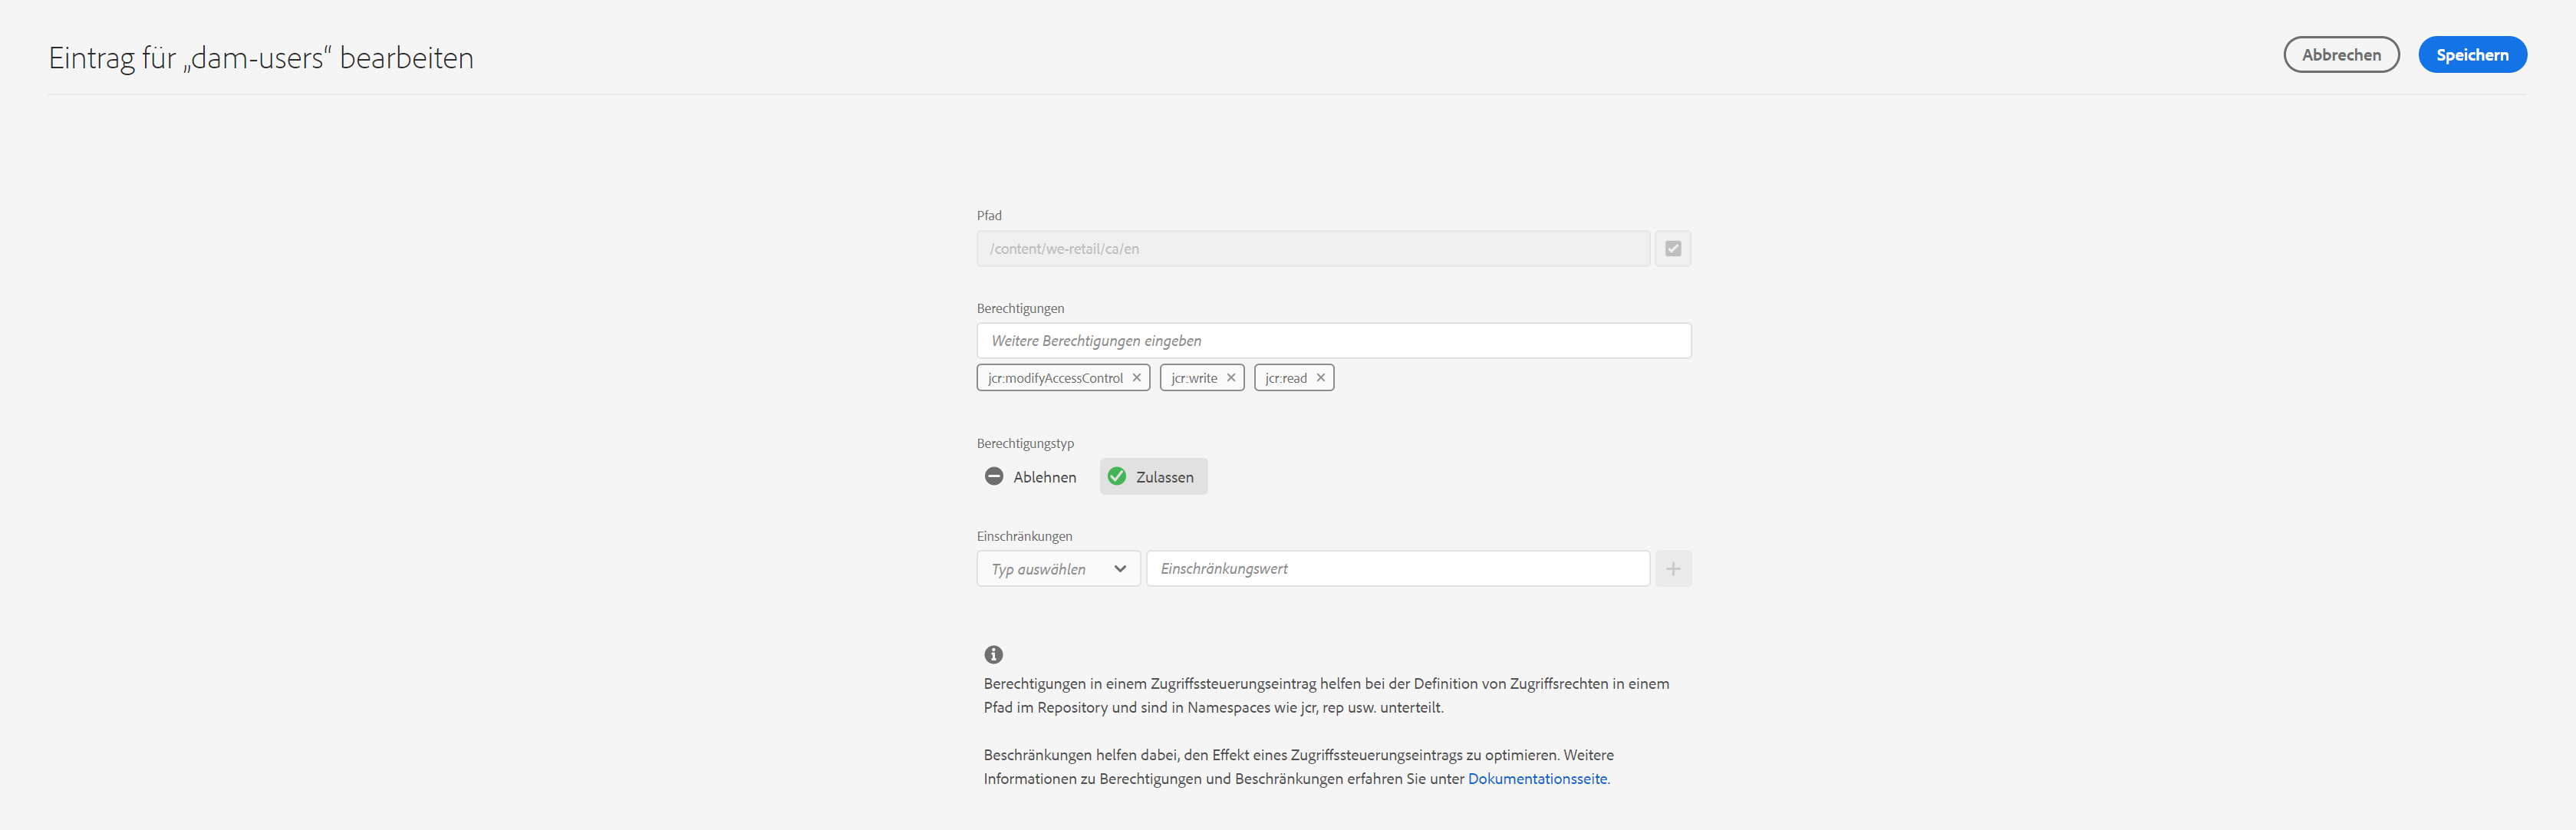 Eintrag für „dam-users“ bearbeiten
Abbrechen
Speichern
Pfad
/content/we-retail/ca/en
Berechtigungen
Weitere Berechtigungen eingeben
jcr:modifyAccessControl
jcr:write
jcr:read
Berechtigungstyp
Ablehnen
Zulassen
Einschränkungen
Typ auswählen
Einschränkungswert
Berechtigungen in einem Zugriffssteuerungseintrag helfen bei der Definition von Zugriffsrechten in einem
Pfad im Repository und sind in Namespaces wie jcr, rep usw. unterteilt.
Beschränkungen helfen dabei, den Effekt eines Zugriffssteuerungseintrags zu optimieren. Weitere
Informationen zu Berechtigungen und Beschränkungen erfahren Sie unter Dokumentationsseite.